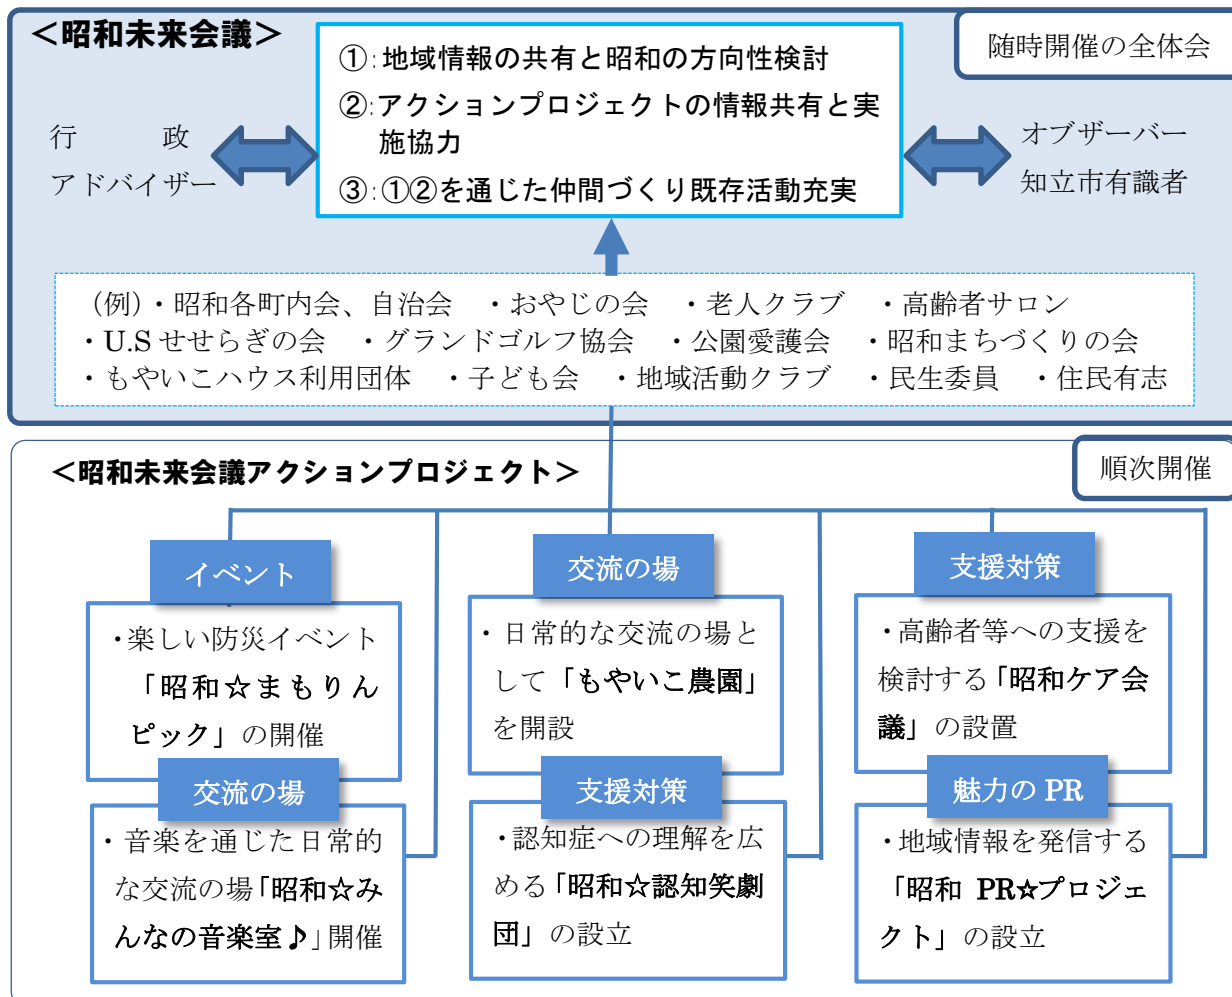 ＜昭和未来会議＞
随時開催の全体会
①：地域情報の共有と昭和の方向性検討
②：アクションプロジェクトの情報共有と実
施協力
③：①②を通じた仲間づくり既存活動充実
行　　　政
アドバイザー
オブザーバー
知立市有識者
（例）・昭和各町内会、自治会　・おやじの会　・老人クラブ　・高齢者サロン
・U.S せせらぎの会　・グランドゴルフ協会　・公園愛護会　・昭和まちづくりの会
・もやいこハウス利用団体　・子ども会　・地域活動クラブ　・民生委員　・住民有志
＜昭和未来会議アクションプロジェクト＞
順次開催
イベント
・楽しい防災イベント
「昭和☆まもりん
ピック」の開催
交流の場
・日常的な交流の場と
して「もやいこ農園」
を開設
支援対策
・高齢者等への支援を
検討する「昭和ケア会
議」の設置
交流の場
・音楽を通じた日常的
な交流の場「昭和☆み
んなの音楽室♪」開催
支援対策
・認知症への理解を広
める「昭和☆認知笑劇
団」の設立
魅力の PR
・地域情報を発信する
「昭和 PR☆プロジェ
クト」の設立